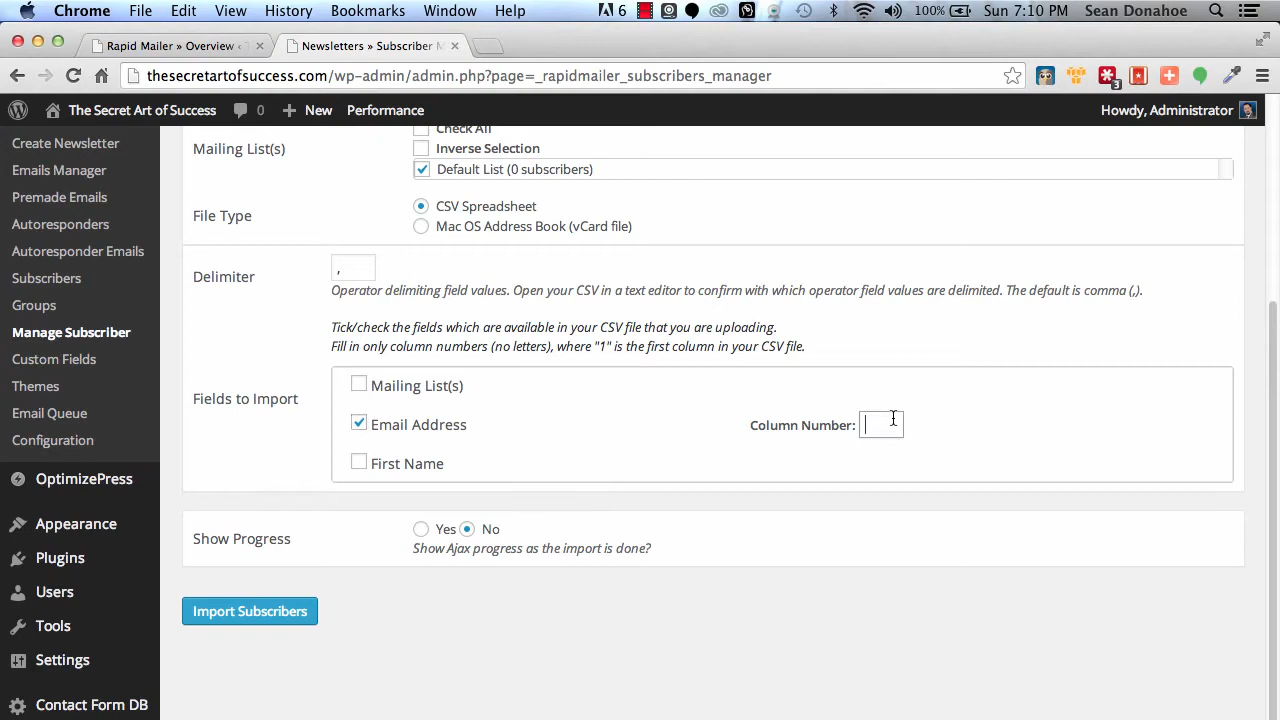 Chrome File Edit View History Bookmarks Window Help 6 100% Sun 7:10 PM Sean Donahoe
Rapid Mailer » Overview ‹
Newsletters » Subscriber M
thesecretartofsuccess.com/wp-admin/admin.php?page=_rapidmailer_subscribers_manager
3
The Secret Art of Success 0 New Performance Howdy, Administrator
Create Newsletter
Emails Manager
Premade Emails
Autoresponders
Autoresponder Emails
Subscribers
Groups
Manage Subscriber
Custom Fields
Themes
Email Queue
Configuration
OptimizePress
Appearance
Plugins
Users
Tools
Settings
Contact Form DB
Check All
Mailing List(s)
Inverse Selection
Default List (0 subscribers)
File Type
CSV Spreadsheet
Mac OS Address Book (vCard file)
Delimiter
,
Operator delimiting field values. Open your CSV in a text editor to confirm with which operator field values are delimited. The default is comma (,).
Tick/check the fields which are available in your CSV file that you are uploading.
Fill in only column numbers (no letters), where "1" is the first column in your CSV file.
Fields to Import
Mailing List(s)
Email Address
Column Number:
First Name
Show Progress
Yes No
Show Ajax progress as the import is done?
Import Subscribers